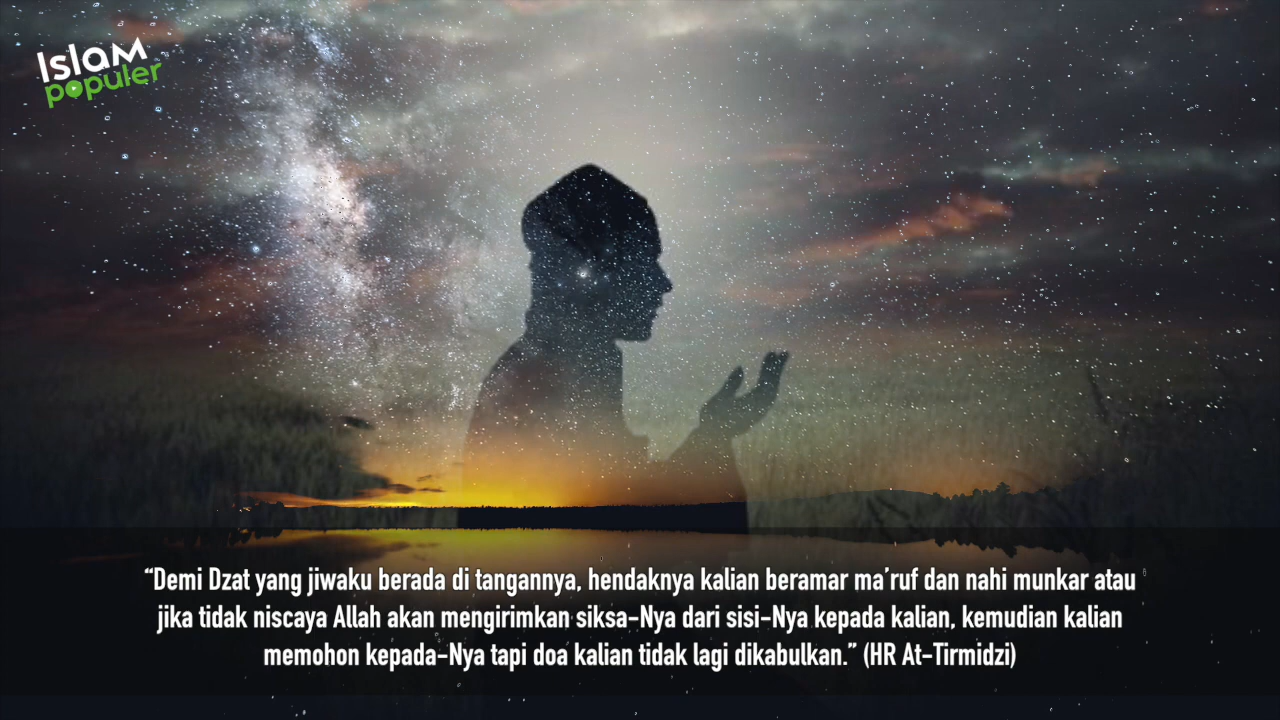 Islam
populer
“Demi Dzat yang jiwaku berada di tangannya, hendaknya kalian beramar ma’ruf dan nahi munkar atau
jika tidak niscaya Allah akan mengirimkan siksa-Nya dari sisi-Nya kepada kalian, kemudian kalian
memohon kepada-Nya tapi doa kalian tidak lagi dikabulkan.” (HR At-Tirmidzi)